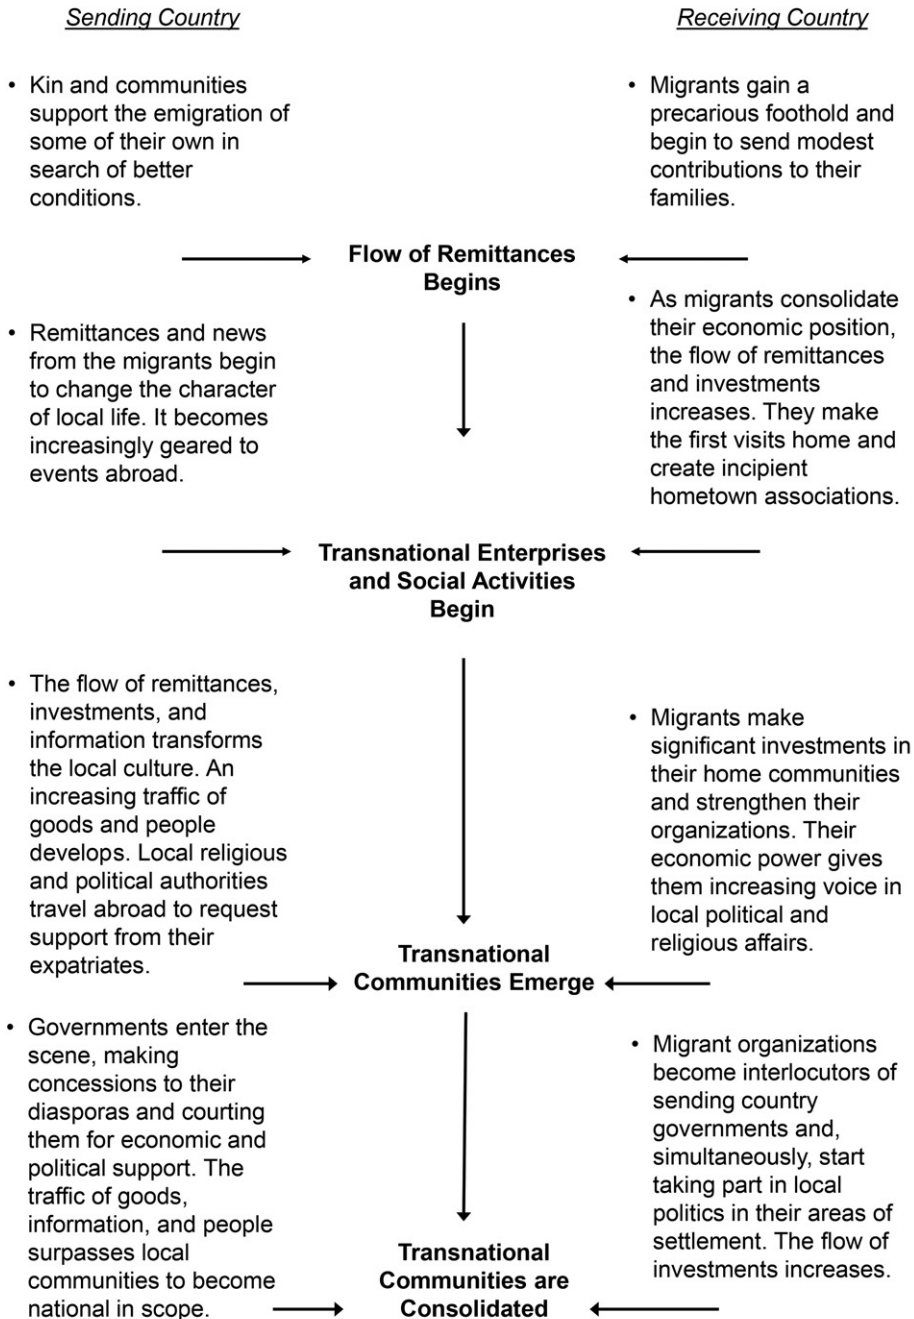 Sending Country
Receiving Country
• Kin and communities
support the emigration of
some of their own in
search of better
conditions.
• Migrants gain a
precarious foothold and
begin to send modest
contributions to their
families.
Flow of Remittances
Begins
• Remittances and news
from the migrants begin
to change the character
of local life. It becomes
increasingly geared to
events abroad.
• As migrants consolidate
their economic position,
the flow of remittances
and investments
increases. They make
the first visits home and
create incipient
hometown associations.
Transnational Enterprises
and Social Activities
Begin
• The flow of remittances,
investments, and
information transforms
the local culture. An
increasing traffic of
goods and people
develops. Local religious
and political authorities
travel abroad to request
support from their
expatriates.
• Migrants make
significant investments in
their home communities
and strengthen their
organizations. Their
economic power gives
them increasing voice in
local political and
religious affairs.
Transnational
Communities Emerge
• Governments enter the
scene, making
concessions to their
diasporas and courting
them for economic and
political support. The
traffic of goods,
information, and people
surpasses local
communities to become
national in scope.
• Migrant organizations
become interlocutors of
sending country
governments and,
simultaneously, start
taking part in local
politics in their areas of
settlement. The flow of
investments increases.
Transnational
Communities are
Consolidated